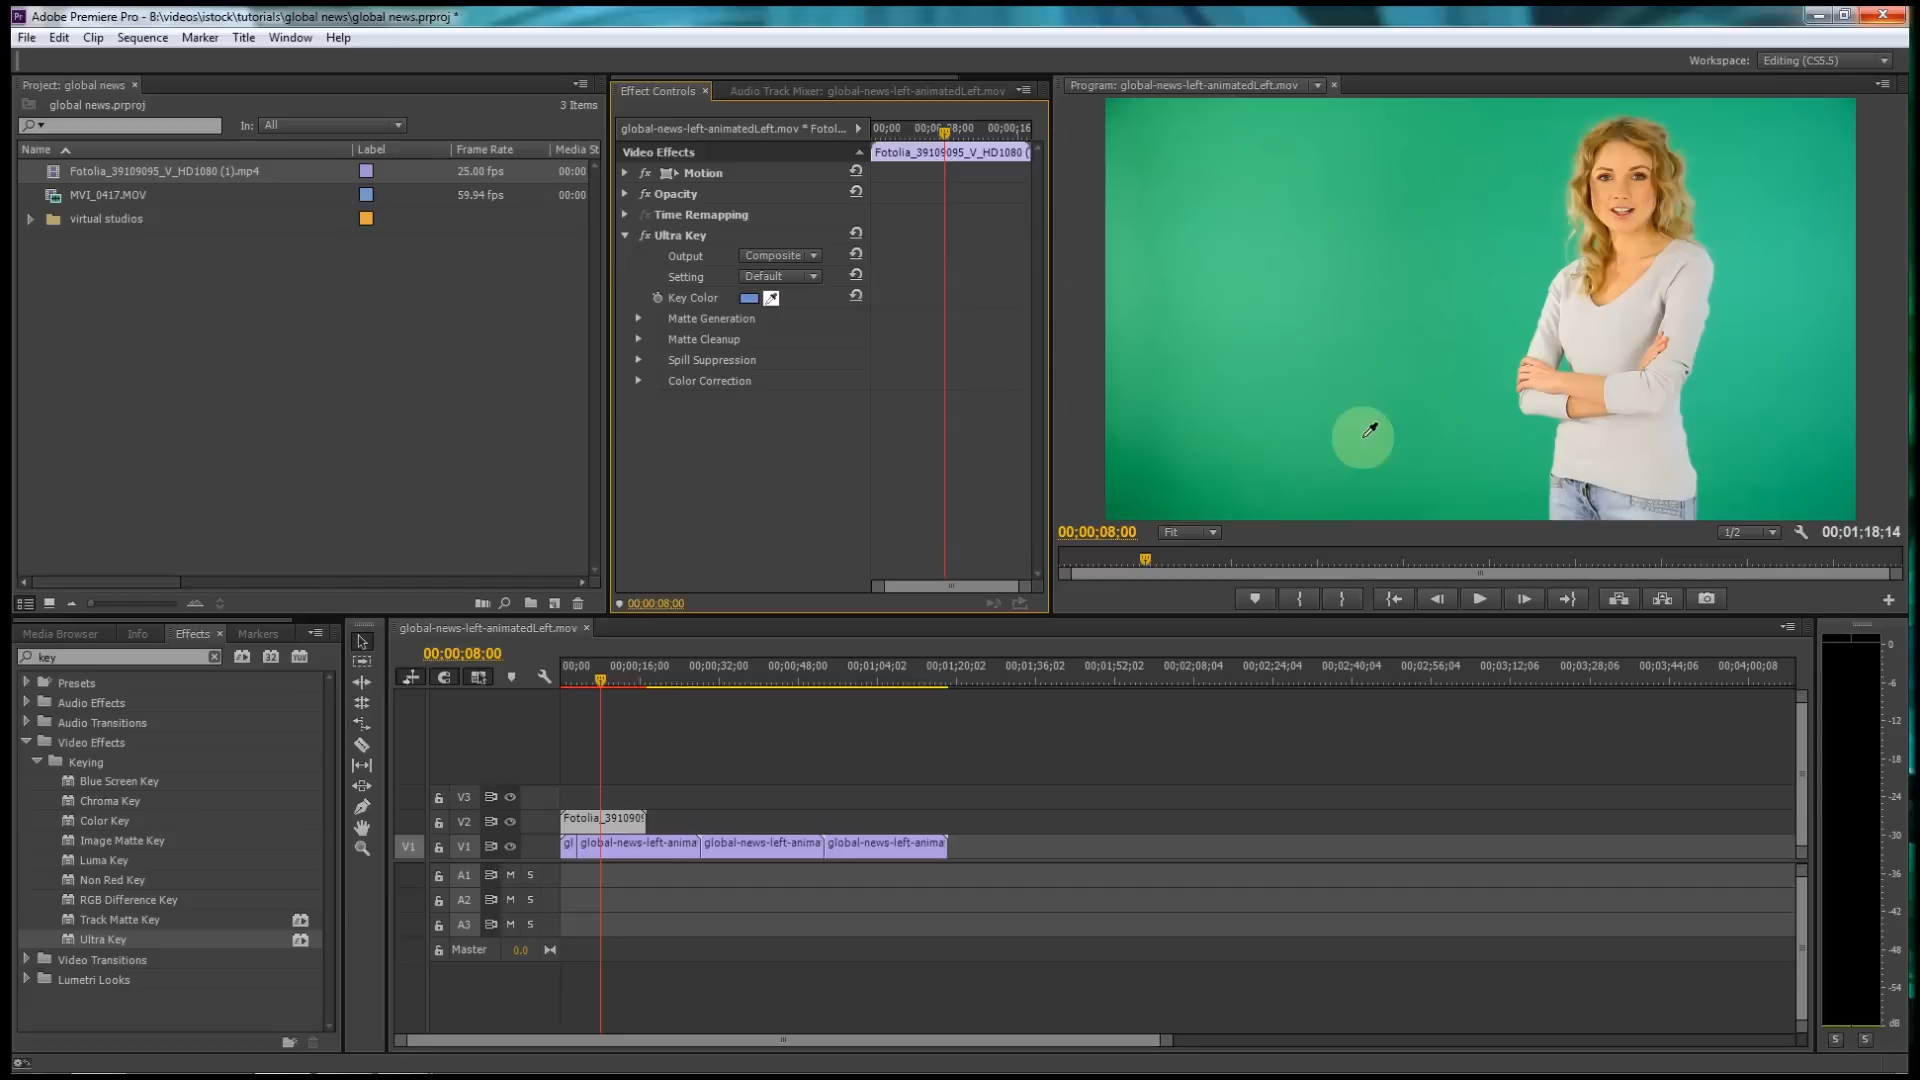 Adobe Premiere Pro - B:\videos\istock\tutorials\global news\global news.prproj *
File Edit Clip Sequence Marker Title Window Help
Workspace: Editing (CS5.5)
Project: global news ×
global news.prproj
3 Items
In: All
Name Label Frame Rate Media St
Fotolia_39109095_V_HD1080 (1).mp4 25.00 fps 00:00
MVI_0417.MOV 59.94 fps 00:00
virtual studios
Effect Controls × Audio Track Mixer: global-news-left-animatedLeft.mov
global-news-left-animatedLeft.mov * Fotol...
00;00 00;00;08;00 00;00;16
Video Effects
Fotolia_39109095_V_HD1080 (
fx Motion
fx Opacity
fx Time Remapping
fx Ultra Key
Output Composite
Setting Default
Key Color
Matte Generation
Matte Cleanup
Spill Suppression
Color Correction
00;00;08;00
Program: global-news-left-animatedLeft.mov ×
00;00;08;00 Fit 1/2 00;01;18;14
Media Browser Info Effects × Markers
key
32 YUV
Presets
Audio Effects
Audio Transitions
Video Effects
Keying
Blue Screen Key
Chroma Key
Color Key
Image Matte Key
Luma Key
Non Red Key
RGB Difference Key
Track Matte Key
Ultra Key
Video Transitions
Lumetri Looks
global-news-left-animatedLeft.mov ×
00;00;08;00
00;00 00;00;16;00 00;00;32;00 00;00;48;00 00;01;04;02 00;01;20;02 00;01;36;02 00;01;52;02 00;02;08;04 00;02;24;04 00;02;40;04 00;02;56;04 00;03;12;06 00;03;28;06 00;03;44;06 00;04;00;08
V3
V2 Fotolia_3910909
V1 V1 gl global-news-left-anima global-news-left-anima global-news-left-anima
A1 M S
A2 M S
A3 M S
Master 0.0
0
-6
-12
-18
-24
-30
-36
-42
-48
-54
dB
S S